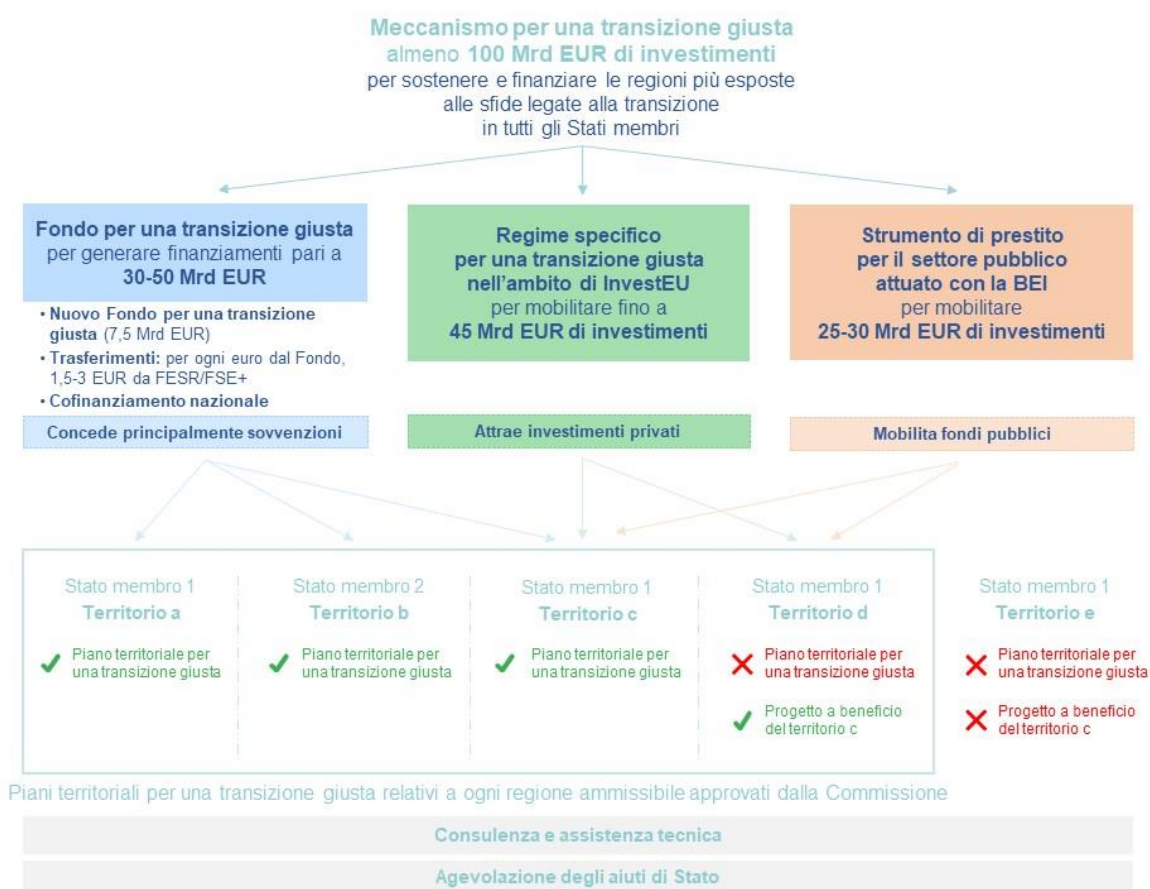 Meccanismo per una transizione giusta
almeno 100 Mrd EUR di investimenti
per sostenere e finanziare le regioni più esposte
alle sfide legate alla transizione
in tutti gli Stati membri
Fondo per una transizione giusta
per generare finanziamenti pari a
30-50 Mrd EUR
• Nuovo Fondo per una transizione
giusta (7,5 Mrd EUR)
• Trasferimenti: per ogni euro dal Fondo,
1,5-3 EUR da FESR/FSE+
• Cofinanziamento nazionale
Concede principalmente sovvenzioni
Regime specifico
per una transizione giusta
nell'ambito di InvestEU
per mobilitare fino a
45 Mrd EUR di investimenti
Attrae investimenti privati
Strumento di prestito
per il settore pubblico
attuato con la BEI
per mobilitare
25-30 Mrd EUR di investimenti
Mobilita fondi pubblici
Stato membro 1
Territorio a
Piano territoriale per
una transizione giusta
Stato membro 2
Territorio b
Piano territoriale per
una transizione giusta
Stato membro 1
Territorio c
Piano territoriale per
una transizione giusta
Stato membro 1
Territorio d
Piano territoriale per
una transizione giusta
Progetto a beneficio
del territorio c
Stato membro 1
Territorio e
Piano territoriale per
una transizione giusta
Progetto a beneficio
del territorio c
Piani territoriali per una transizione giusta relativi a ogni regione ammissibile approvati dalla Commissione
Consulenza e assistenza tecnica
Agevolazione degli aiuti di Stato